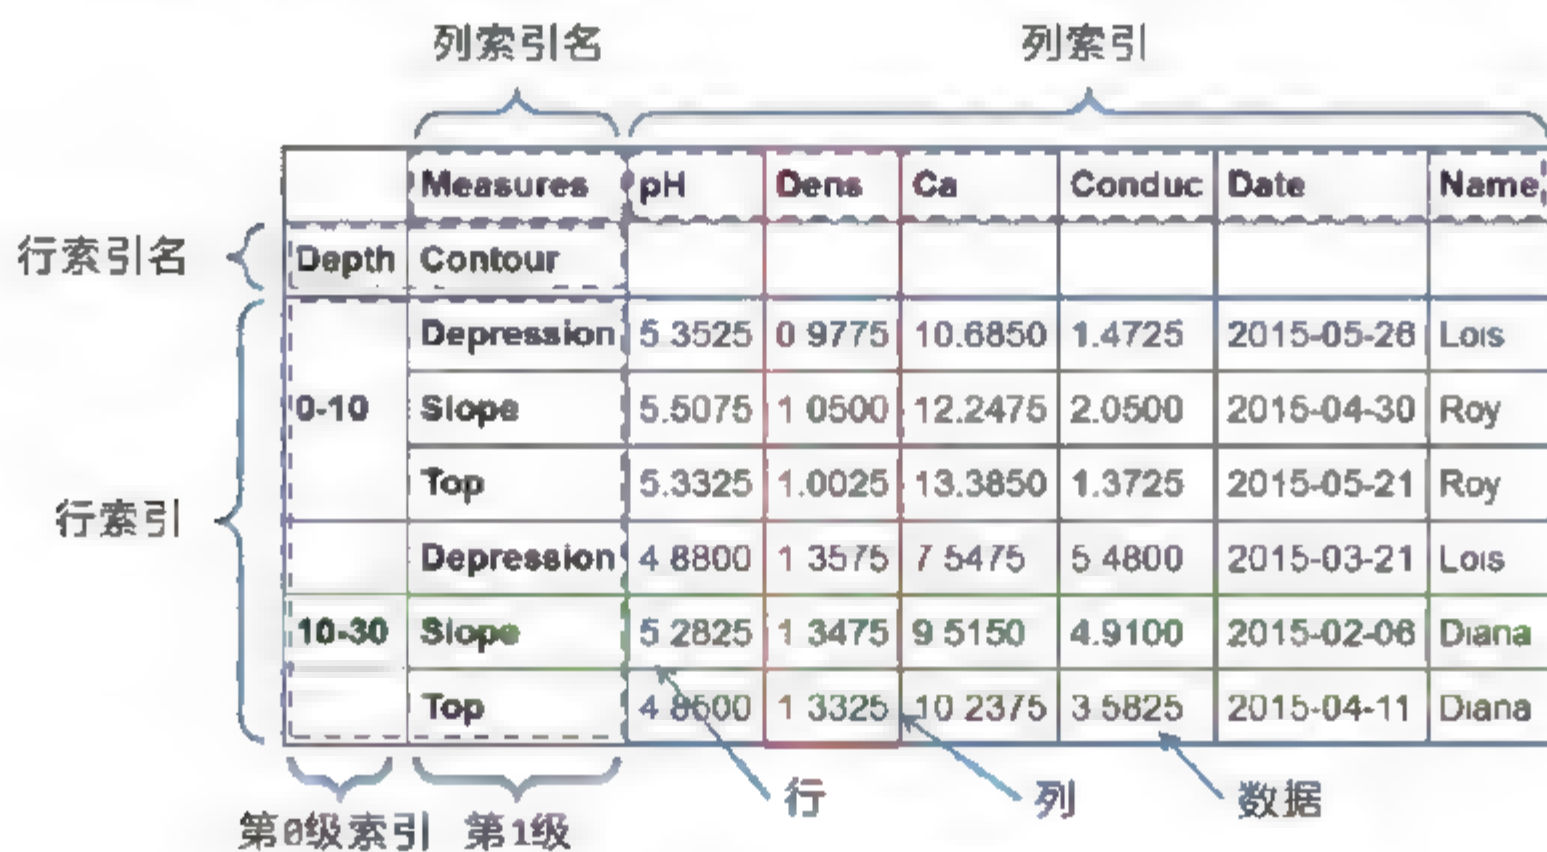 列索引名 列索引
Measures pH Dens Ca Conduc Date Name
行索引名 Depth Contour
Depression 5.3525 0.9775 10.6850 1.4725 2015-05-26 Lois
0-10 Slope 5.5075 1.0500 12.2475 2.0500 2015-04-30 Roy
Top 5.3325 1.0025 13.3850 1.3725 2015-05-21 Roy
行索引
Depression 4.8800 1.3575 7.5475 5.4800 2015-03-21 Lois
10-30 Slope 5.2825 1.3475 9.5150 4.9100 2015-02-06 Diana
Top 4.8500 1.3325 10.2375 3.5825 2015-04-11 Diana
行 列 数据
第0级索引 第1级